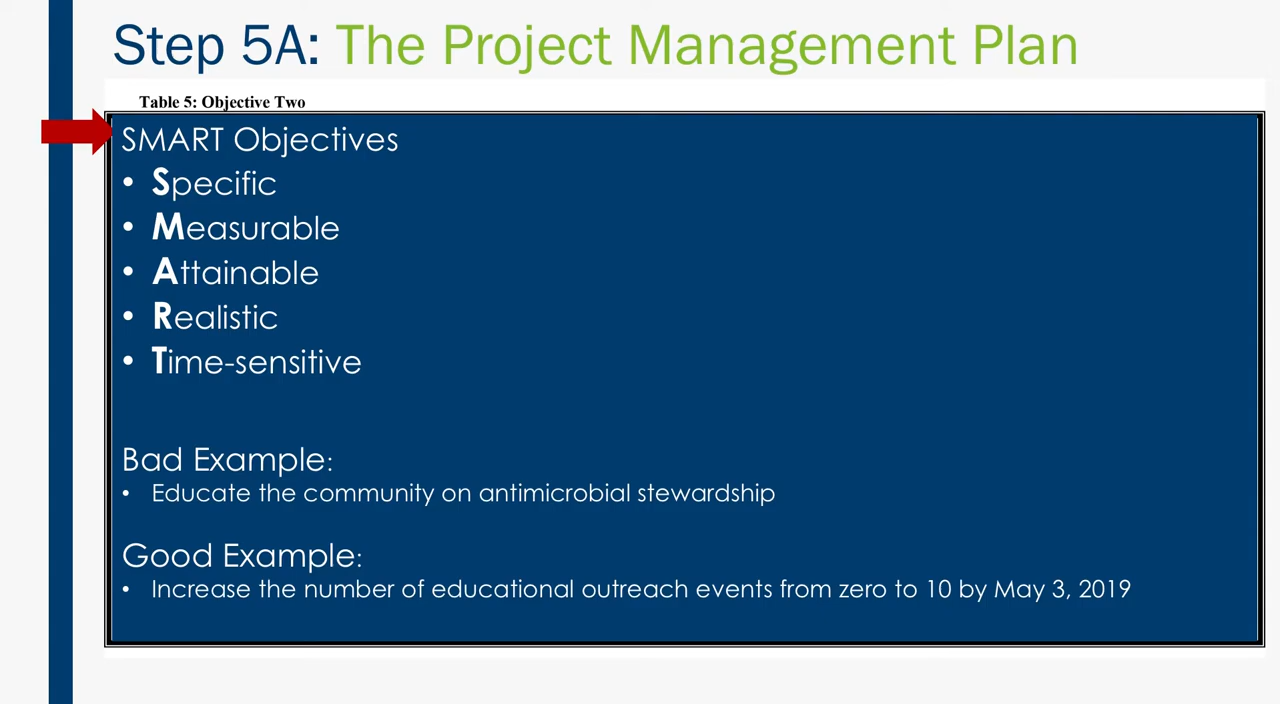 Step 5A: The Project Management Plan
Table 5: Objective Two
SMART Objectives
• Specific
• Measurable
• Attainable
• Realistic
• Time-sensitive
Bad Example:
• Educate the community on antimicrobial stewardship
Good Example:
• Increase the number of educational outreach events from zero to 10 by May 3, 2019